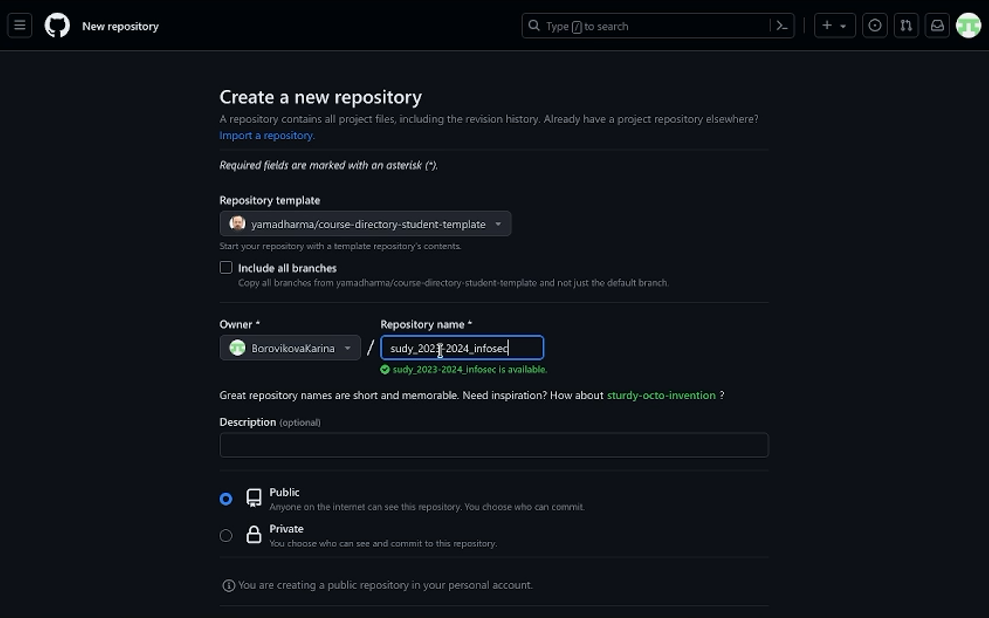 New repository
Type / to search
Create a new repository
A repository contains all project files, including the revision history. Already have a project repository elsewhere?
Import a repository.
Required fields are marked with an asterisk (*).
Repository template
yamadharma/course-directory-student-template
Start your repository with a template repository's contents.
Include all branches
Copy all branches from yamadharma/course-directory-student-template and not just the default branch.
Owner *
Repository name *
BorovikovaKarina
/
sudy_2023-2024_infosec
sudy_2023-2024_infosec is available.
Great repository names are short and memorable. Need inspiration? How about sturdy-octo-invention ?
Description (optional)
Public
Anyone on the internet can see this repository. You choose who can commit.
Private
You choose who can see and commit to this repository.
You are creating a public repository in your personal account.